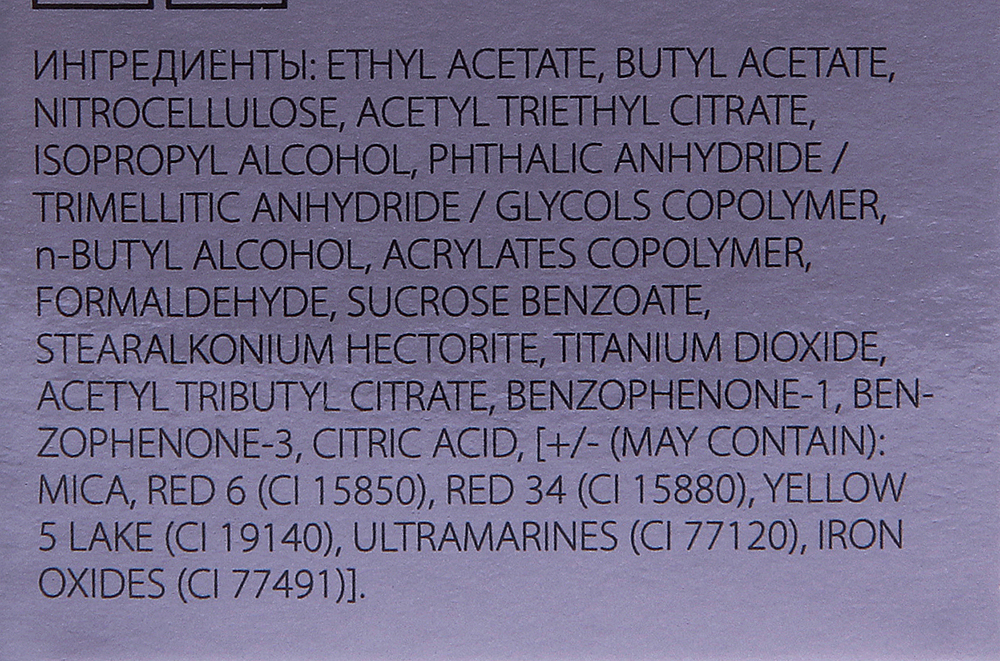 ИНГРЕДИЕНТЫ: ETHYL ACETATE, BUTYL ACETATE,
NITROCELLULOSE, ACETYL TRIETHYL CITRATE,
ISOPROPYL ALCOHOL, PHTHALIC ANHYDRIDE /
TRIMELLITIC ANHYDRIDE / GLYCOLS COPOLYMER,
n-BUTYL ALCOHOL, ACRYLATES COPOLYMER,
FORMALDEHYDE, SUCROSE BENZOATE,
STEARALKONIUM HECTORITE, TITANIUM DIOXIDE,
ACETYL TRIBUTYL CITRATE, BENZOPHENONE-1, BEN-
ZOPHENONE-3, CITRIC ACID, [+/- (MAY CONTAIN):
MICA, RED 6 (CI 15850), RED 34 (CI 15880), YELLOW
5 LAKE (CI 19140), ULTRAMARINES (CI 77120), IRON
OXIDES (CI 77491)].